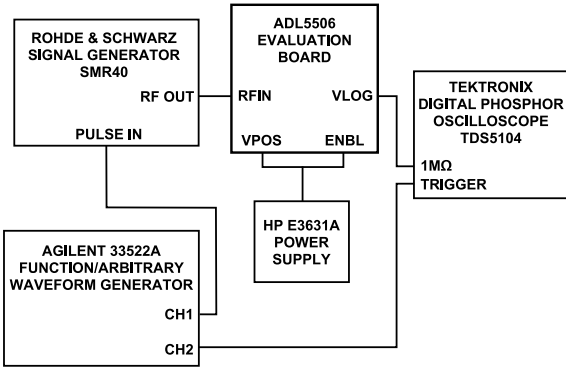 ROHDE & SCHWARZ
SIGNAL GENERATOR
SMR40
RF OUT
PULSE IN
ADL5506
EVALUATION
BOARD
RFIN
VLOG
VPOS
ENBL
TEKTRONIX
DIGITAL PHOSPHOR
OSCILLOSCOPE
TDS5104
1MΩ
TRIGGER
HP E3631A
POWER
SUPPLY
AGILENT 33522A
FUNCTION/ARBITRARY
WAVEFORM GENERATOR
CH1
CH2